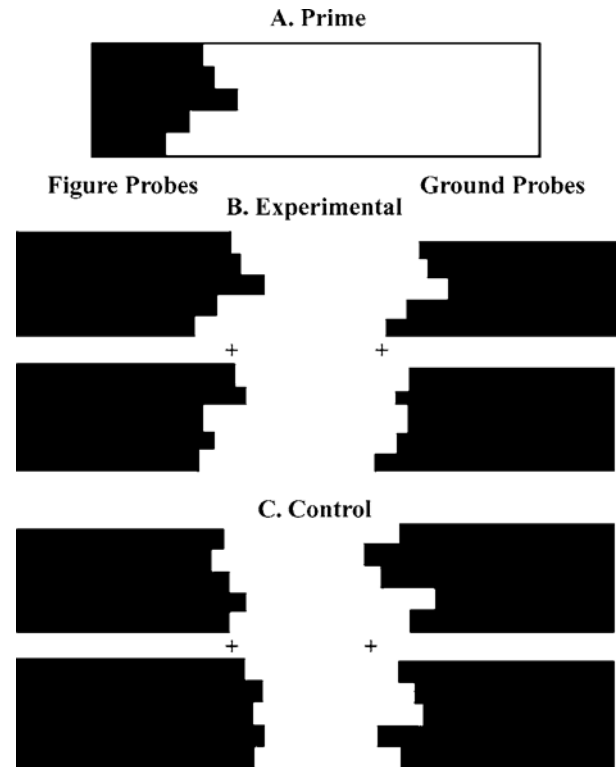 A. Prime
Figure Probes Ground Probes
B. Experimental
+ +
C. Control
+ +